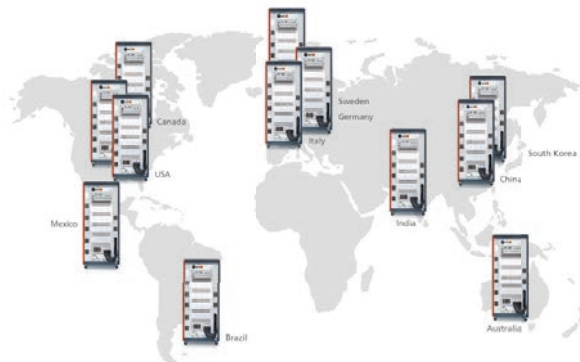 Canada
USA
Mexico
Brazil
Sweden
Germany
Italy
India
South Korea
China
Australia